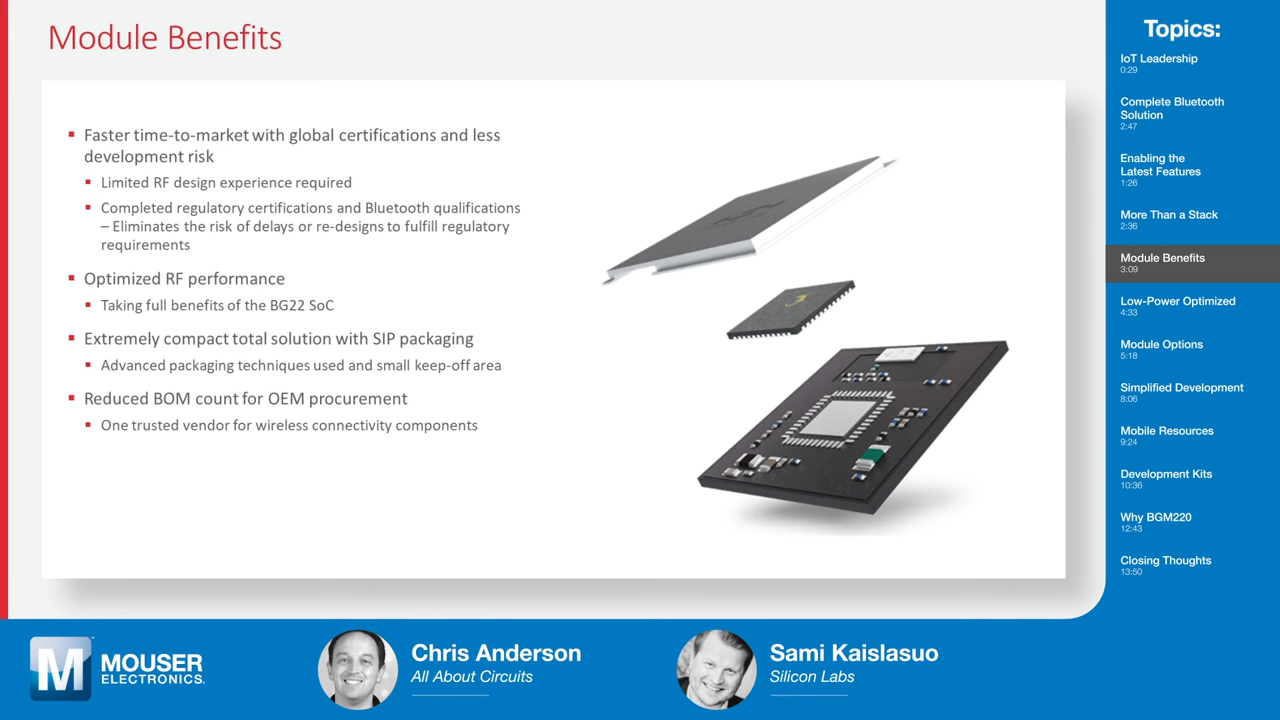 Module Benefits
Faster time-to-market with global certifications and less
development risk
Limited RF design experience required
Completed regulatory certifications and Bluetooth qualifications
– Eliminates the risk of delays or re-designs to fulfill regulatory
requirements
Optimized RF performance
Taking full benefits of the BG22 SoC
Extremely compact total solution with SIP packaging
Advanced packaging techniques used and small keep-off area
Reduced BOM count for OEM procurement
One trusted vendor for wireless connectivity components
Topics:
IoT Leadership
0:29
Complete Bluetooth
Solution
2:47
Enabling the
Latest Features
1:26
More Than a Stack
2:36
Module Benefits
3:09
Low-Power Optimized
4:33
Module Options
5:18
Simplified Development
8:06
Mobile Resources
9:24
Development Kits
10:36
Why BGM220
12:43
Closing Thoughts
13:50
M
MOUSER
ELECTRONICS.
Chris Anderson
All About Circuits
Sami Kaislasuo
Silicon Labs